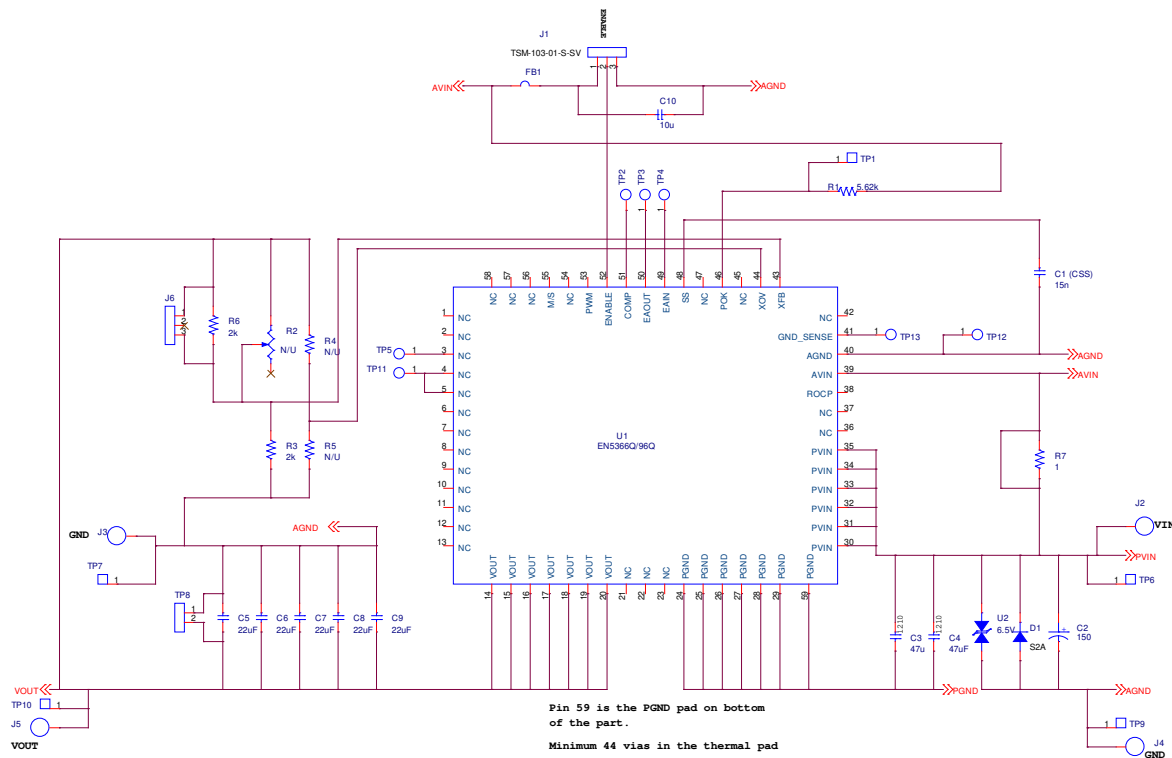 ENABLE
J1
TSM-103-01-S-SV
1
2
3
FB1
AVIN
AGND
C10
10u
1
TP1
R1
5.62k
TP2
TP3
TP4
1
1
1
C1 (CSS)
15n
58
57
56
55
54
53
52
51
50
49
48
47
46
45
44
43
NC
NC
NC
M/S
NC
PWM
ENABLE
COMP
EAOUT
EAIN
SS
NC
POK
NC
XOV
XFB
J6
1
2
3
R6
2k
R2
N/U
R4
N/U
R3
2k
R5
N/U
TP5
1
TP11
1
1
NC
2
NC
3
NC
4
NC
5
NC
6
NC
7
NC
8
NC
9
NC
10
NC
11
NC
12
NC
13
NC
U1
EN5366Q/96Q
NC
42
GND_SENSE
41
1
TP13
1
TP12
AGND
40
AGND
AVIN
39
AVIN
ROCP
38
NC
37
NC
36
PVIN
35
PVIN
34
PVIN
33
PVIN
32
PVIN
31
PVIN
30
R7
1
J2
VIN
PVIN
1
TP6
GND
J3
AGND
TP7
1
TP8
1
2
C5
22uF
C6
22uF
C7
22uF
C8
22uF
C9
22uF
VOUT
VOUT
VOUT
VOUT
VOUT
VOUT
VOUT
NC
NC
NC
PGND
PGND
PGND
PGND
PGND
PGND
PGND
14
15
16
17
18
19
20
21
22
23
24
25
26
27
28
29
59
1210
C3
47u
1210
C4
47uF
U2
6.5V
D1
S2A
C2
150
VOUT
TP10
1
J5
VOUT
PGND
AGND
1
TP9
J4
GND
Pin 59 is the PGND pad on bottom
of the part.
Minimum 44 vias in the thermal pad